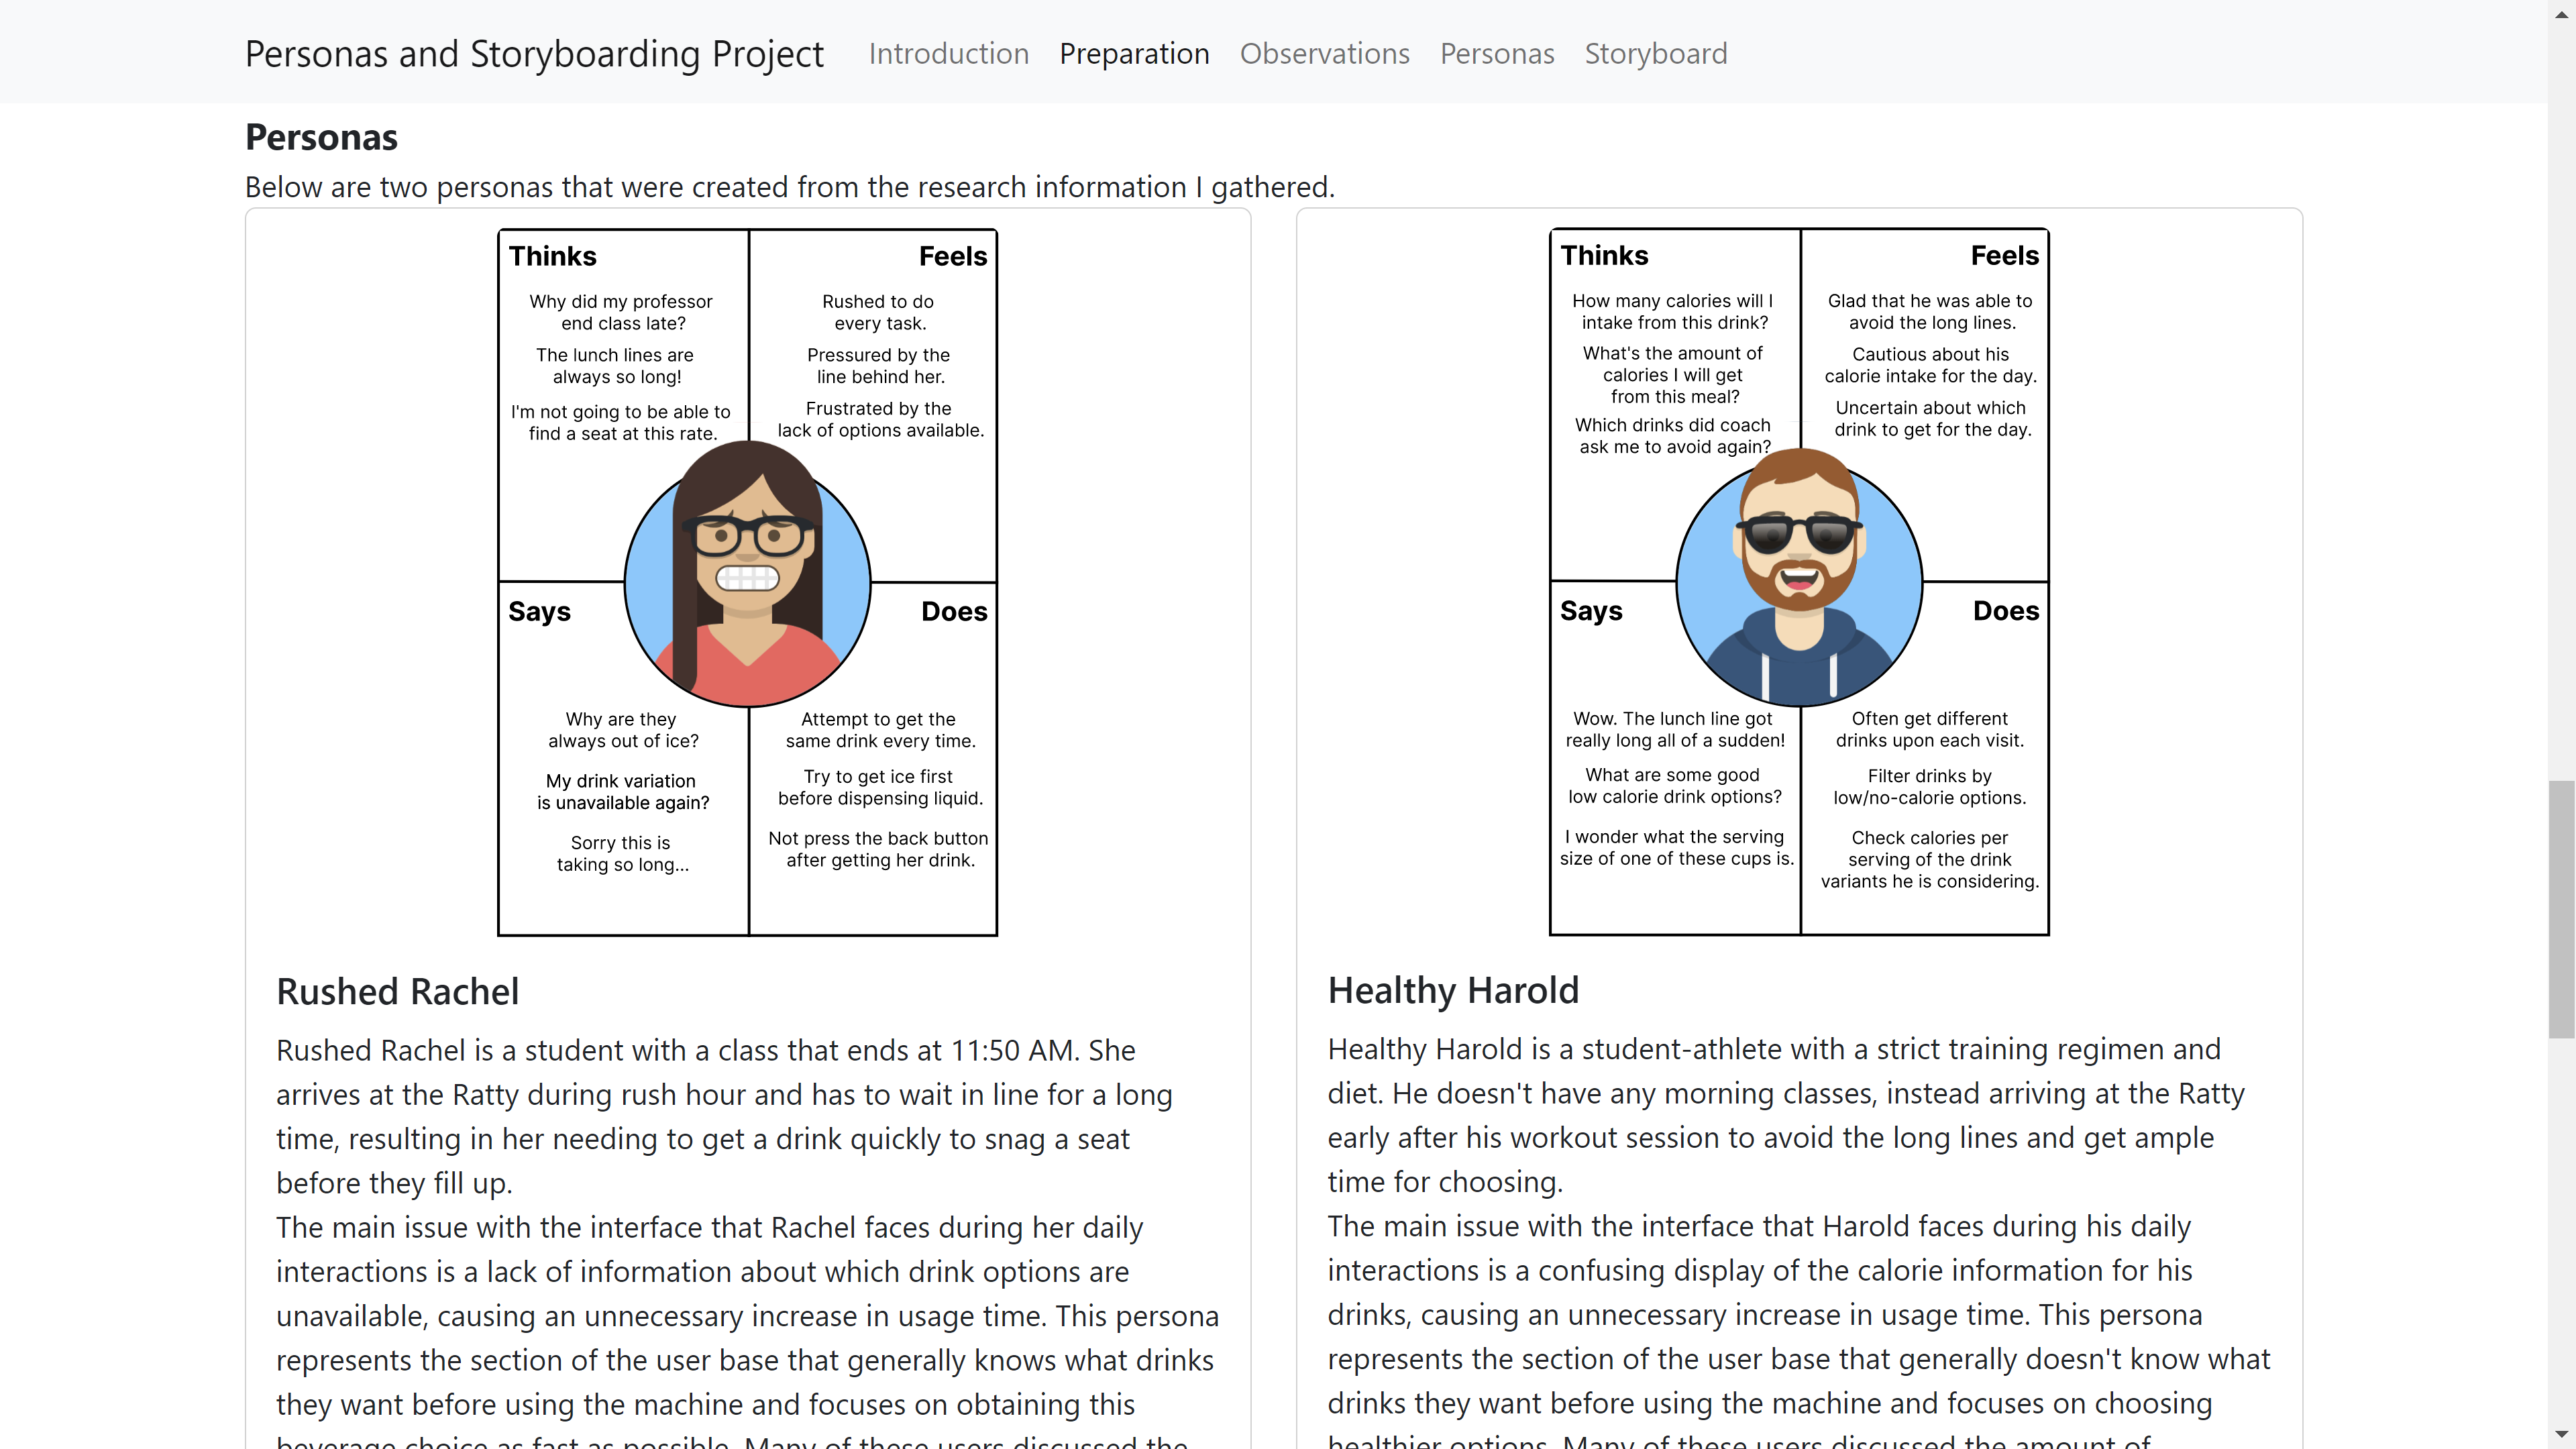 Personas and Storyboarding Project
Introduction
Preparation
Observations
Personas
Storyboard
Personas
Below are two personas that were created from the research information I gathered.
Thinks
Why did my professor
end class late?
The lunch lines are
always so long!
I'm not going to be able to
find a seat at this rate.
Feels
Rushed to do
every task.
Pressured by the
line behind her.
Frustrated by the
lack of options available.
Says
Why are they
always out of ice?
My drink variation
is unavailable again?
Sorry this is
taking so long...
Does
Attempt to get the
same drink every time.
Try to get ice first
before dispensing liquid.
Not press the back button
after getting her drink.
Rushed Rachel
Rushed Rachel is a student with a class that ends at 11:50 AM. She
arrives at the Ratty during rush hour and has to wait in line for a long
time, resulting in her needing to get a drink quickly to snag a seat
before they fill up.
The main issue with the interface that Rachel faces during her daily
interactions is a lack of information about which drink options are
unavailable, causing an unnecessary increase in usage time. This persona
represents the section of the user base that generally knows what drinks
they want before using the machine and focuses on obtaining this
beverage choice as fast as possible. Many of these users discussed the
Thinks
How many calories will I
intake from this drink?
What's the amount of
calories I will get
from this meal?
Which drinks did coach
ask me to avoid again?
Feels
Glad that he was able to
avoid the long lines.
Cautious about his
calorie intake for the day.
Uncertain about which
drink to get for the day.
Says
Wow. The lunch line got
really long all of a sudden!
What are some good
low calorie drink options?
I wonder what the serving
size of one of these cups is.
Does
Often get different
drinks upon each visit.
Filter drinks by
low/no-calorie options.
Check calories per
serving of the drink
variants he is considering.
Healthy Harold
Healthy Harold is a student-athlete with a strict training regimen and
diet. He doesn't have any morning classes, instead arriving at the Ratty
early after his workout session to avoid the long lines and get ample
time for choosing.
The main issue with the interface that Harold faces during his daily
interactions is a confusing display of the calorie information for his
drinks, causing an unnecessary increase in usage time. This persona
represents the section of the user base that generally doesn't know what
drinks they want before using the machine and focuses on choosing
healthier options. Many of these users discussed the amount of